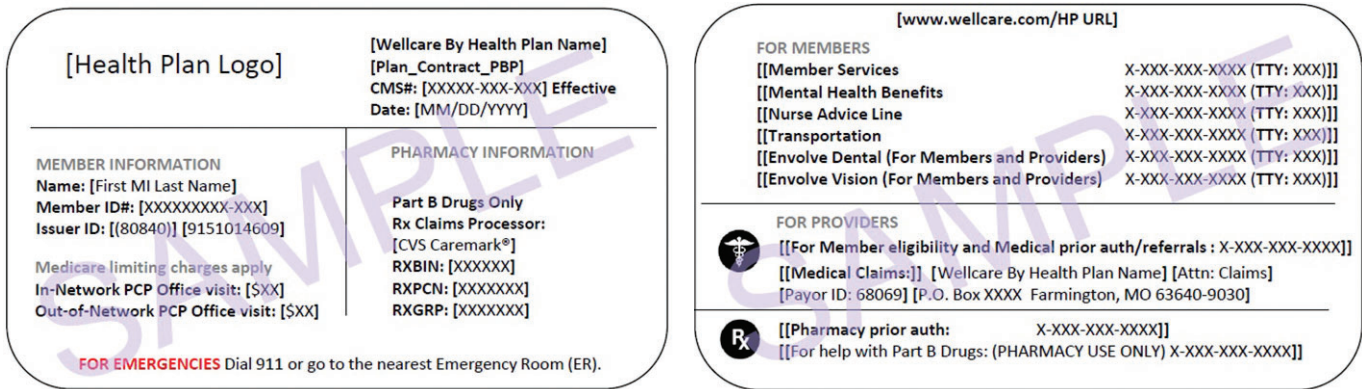 [Health Plan Logo]
[Wellcare By Health Plan Name]
[Plan_Contract_PBP]
CMS#: [XXXXX-XXX-XXX] Effective
Date: [MM/DD/YYYY]
MEMBER INFORMATION
Name: [First MI Last Name]
Member ID#: [XXXXXXXXX-XXX]
Issuer ID: [(80840)] [9151014609]
Medicare limiting charges apply
In-Network PCP Office visit: [$XX]
Out-of-Network PCP Office visit: [$XX]
PHARMACY INFORMATION
Part B Drugs Only
Rx Claims Processor:
[CVS Caremark®]
RXBIN: [XXXXXX]
RXPCN: [XXXXXXX]
RXGRP: [XXXXXXX]
FOR EMERGENCIES Dial 911 or go to the nearest Emergency Room (ER).
SAMPLE
[www.wellcare.com/HP URL]
FOR MEMBERS
[[Member Services X-XXX-XXX-XXXX (TTY: XXX)]]
[[Mental Health Benefits X-XXX-XXX-XXXX (TTY: XXX)]]
[[Nurse Advice Line X-XXX-XXX-XXXX (TTY: XXX)]]
[[Transportation X-XXX-XXX-XXXX (TTY: XXX)]]
[[Envolve Dental (For Members and Providers) X-XXX-XXX-XXXX (TTY: XXX)]]
[[Envolve Vision (For Members and Providers) X-XXX-XXX-XXXX (TTY: XXX)]]
FOR PROVIDERS
[[For Member eligibility and Medical prior auth/referrals : X-XXX-XXX-XXXX]]
[[Medical Claims:]] [Wellcare By Health Plan Name] [Attn: Claims]
[Payor ID: 68069] [P.O. Box XXXX Farmington, MO 63640-9030]
Rx
[[Pharmacy prior auth: X-XXX-XXX-XXXX]]
[[For help with Part B Drugs: (PHARMACY USE ONLY) X-XXX-XXX-XXXX]]
SAMPLE